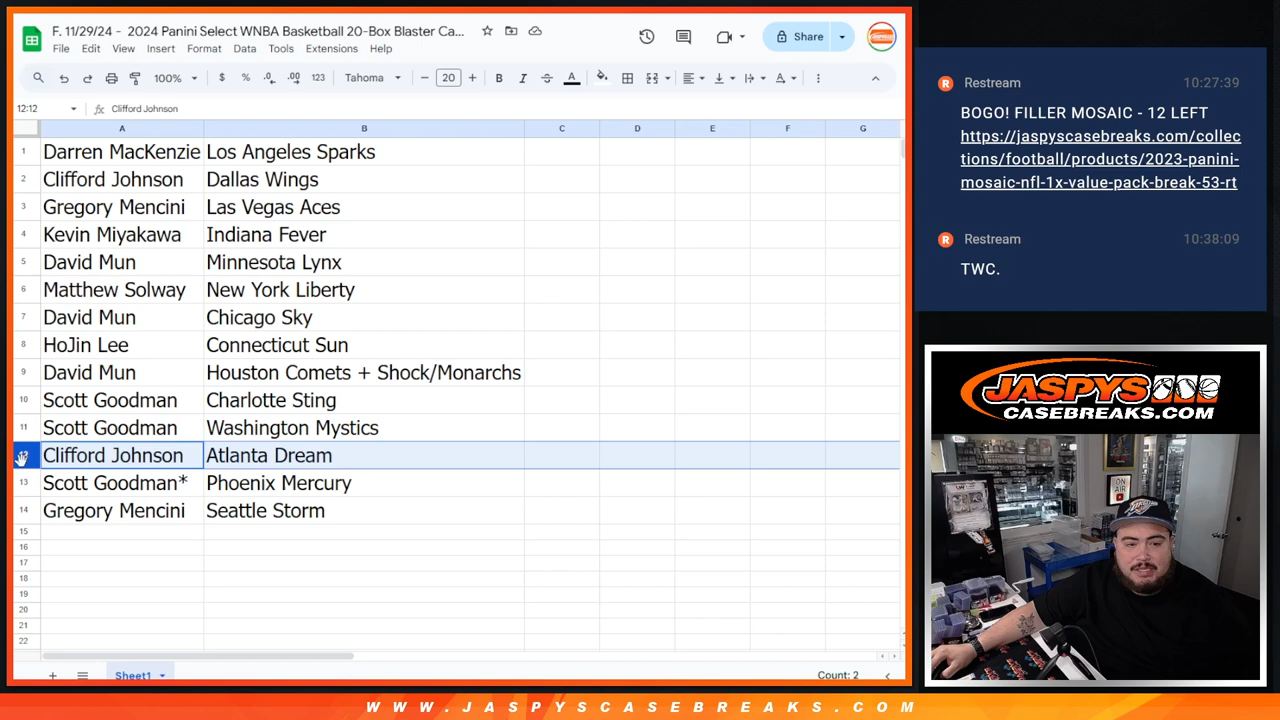 F. 11/29/24 - 2024 Panini Select WNBA Basketball 20-Box Blaster Ca...
File Edit View Insert Format Data Tools Extensions Help
Share
100% $ % .0 .00 123 Tahoma - 20 + B I A
12:12 fx Clifford Johnson
A B C D E F G
1 Darren MacKenzie Los Angeles Sparks
2 Clifford Johnson Dallas Wings
3 Gregory Mencini Las Vegas Aces
4 Kevin Miyakawa Indiana Fever
5 David Mun Minnesota Lynx
6 Matthew Solway New York Liberty
7 David Mun Chicago Sky
8 HoJin Lee Connecticut Sun
9 David Mun Houston Comets + Shock/Monarchs
10 Scott Goodman Charlotte Sting
11 Scott Goodman Washington Mystics
Clifford Johnson Atlanta Dream
13 Scott Goodman* Phoenix Mercury
14 Gregory Mencini Seattle Storm
15
16
17
18
19
20
21
22
+ Sheet1 Count: 2
R Restream 10:27:39
BOGO! FILLER MOSAIC - 12 LEFT
https://jaspyscasebreaks.com/collec
tions/football/products/2023-panini-
mosaic-nfl-1x-value-pack-break-53-rt
R Restream 10:38:09
TWC.
JASPYS
CASEBREAKS.COM
ON
AIR
WWW.JASPYSCASEBREAKS.COM